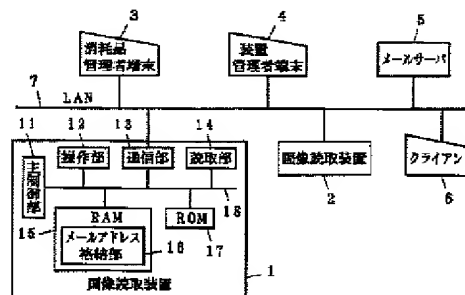 3
4
5
消耗品
管理者端末
装置
管理者端末
メールサーバ
7
LAN
11
12
13
14
操作部
通信部
読取部
主制御部
画像読取装置
クライアン
2
6
18
RAM
ROM
15
メールアドレス
格納部
16
17
画像読取装置
1